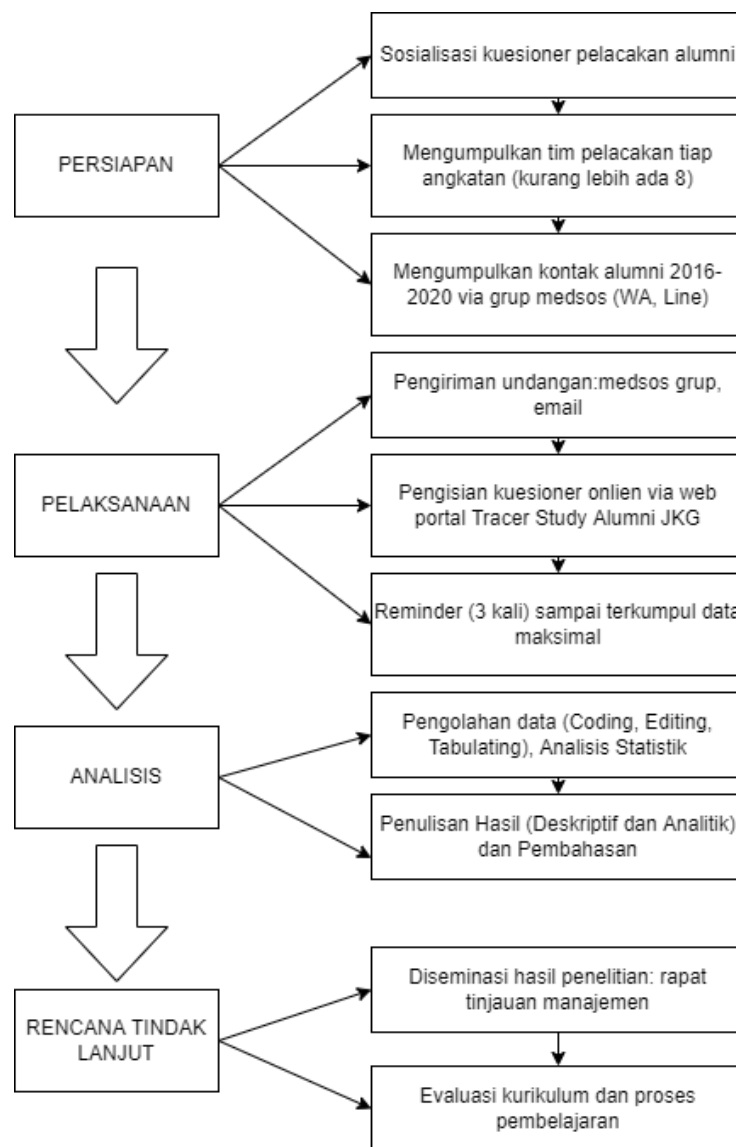 Sosialisasi kuesioner pelacakan alumni
PERSIAPAN
Mengumpulkan tim pelacakan tiap
angkatan (kurang lebih ada 8)
Mengumpulkan kontak alumni 2016-
2020 via grup medsos (WA, Line)
Pengiriman undangan:medsos grup,
email
PELAKSANAAN
Pengisian kuesioner onlien via web
portal Tracer Study Alumni JKG
Reminder (3 kali) sampai terkumpul data
maksimal
ANALISIS
Pengolahan data (Coding, Editing,
Tabulating), Analisis Statistik
Penulisan Hasil (Deskriptif dan Analitik)
dan Pembahasan
RENCANA TINDAK
LANJUT
Diseminasi hasil penelitian: rapat
tinjauan manajemen
Evaluasi kurikulum dan proses
pembelajaran